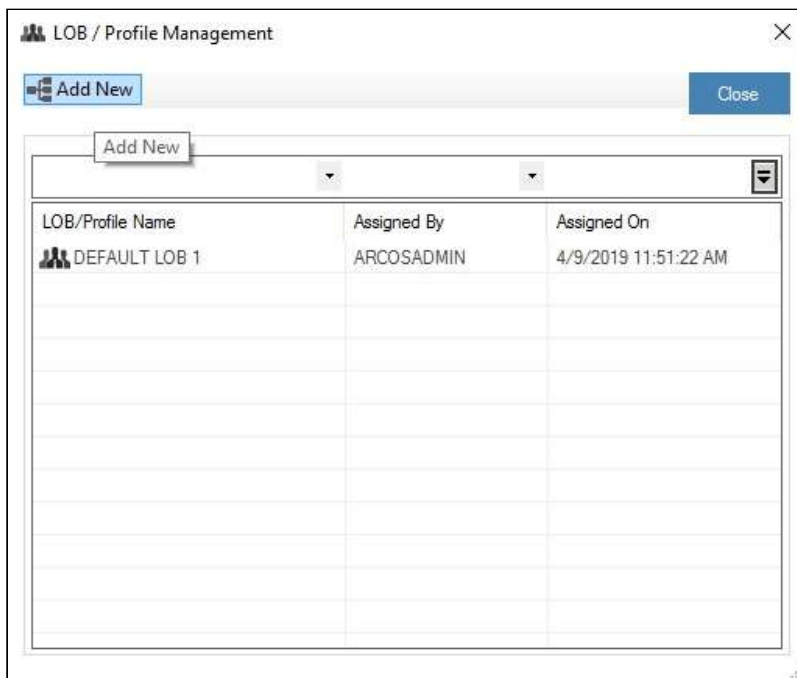 LOB / Profile Management
Add New
Close
Add New
LOB/Profile Name Assigned By Assigned On
DEFAULT LOB 1 ARCOSADMIN 4/9/2019 11:51:22 AM